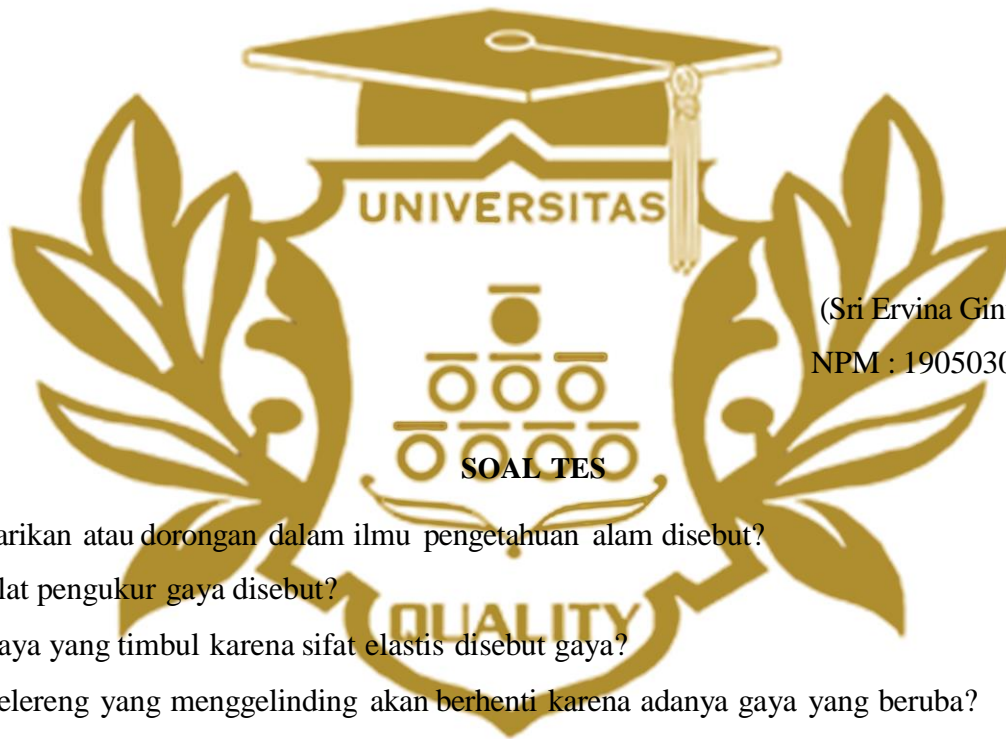 UNIVERSITAS
(Sri Ervina Gin
NPM : 1905030
SOAL TES
arikan atau dorongan dalam ilmu pengetahuan alam disebut?
lat pengukur gaya disebut?
QUALITY
aya yang timbul karena sifat elastis disebut gaya?
elereng yang menggelinding akan berhenti karena adanya gaya yang beruba?